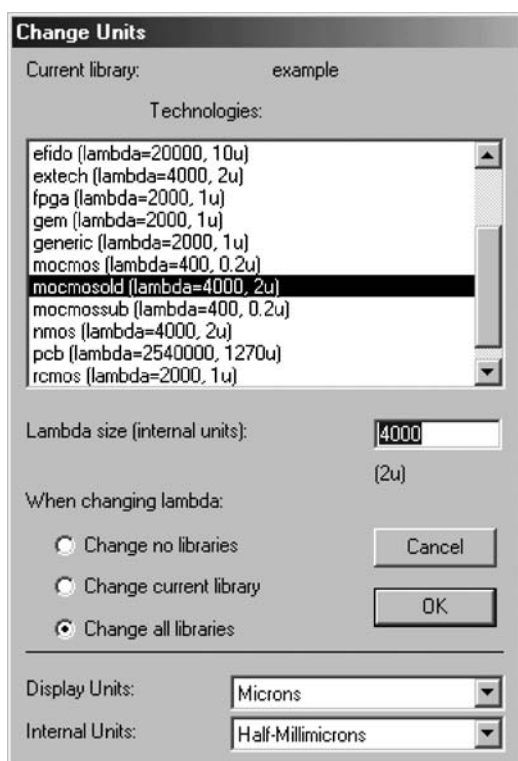 Change Units
Current library: example
Technologies:
efido (lambda=20000, 10u)
extech (lambda=4000, 2u)
fpga (lambda=2000, 1u)
gem (lambda=2000, 1u)
generic (lambda=2000, 1u)
mocmos (lambda=400, 0.2u)
mocmosold (lambda=4000, 2u)
mocmossub (lambda=400, 0.2u)
nmos (lambda=4000, 2u)
pcb (lambda=2540000, 1270u)
rcmos (lambda=2000, 1u)
Lambda size (internal units): 4000
(2u)
When changing lambda:
Change no libraries
Cancel
Change current library
OK
Change all libraries
Display Units: Microns
Internal Units: Half-Millimicrons